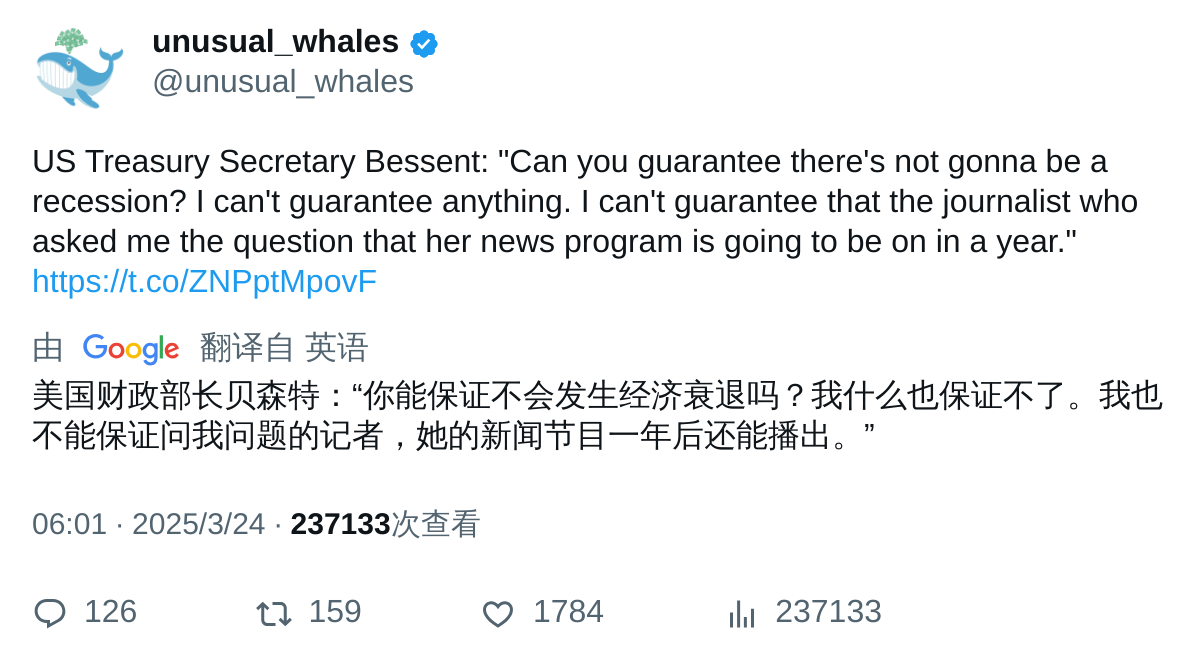 unusual_whales
@unusual_whales
US Treasury Secretary Bessent: "Can you guarantee there's not gonna be a
recession? I can't guarantee anything. I can't guarantee that the journalist who
asked me the question that her news program is going to be on in a year."
https://t.co/ZNPptMpovF
由 Google 翻译自 英语
美国财政部长贝森特：“你能保证不会发生经济衰退吗？我什么也保证不了。我也
不能保证问我问题的记者，她的新闻节目一年后还能播出。”
06:01 · 2025/3/24 · 237133次查看
126 159 1784 237133